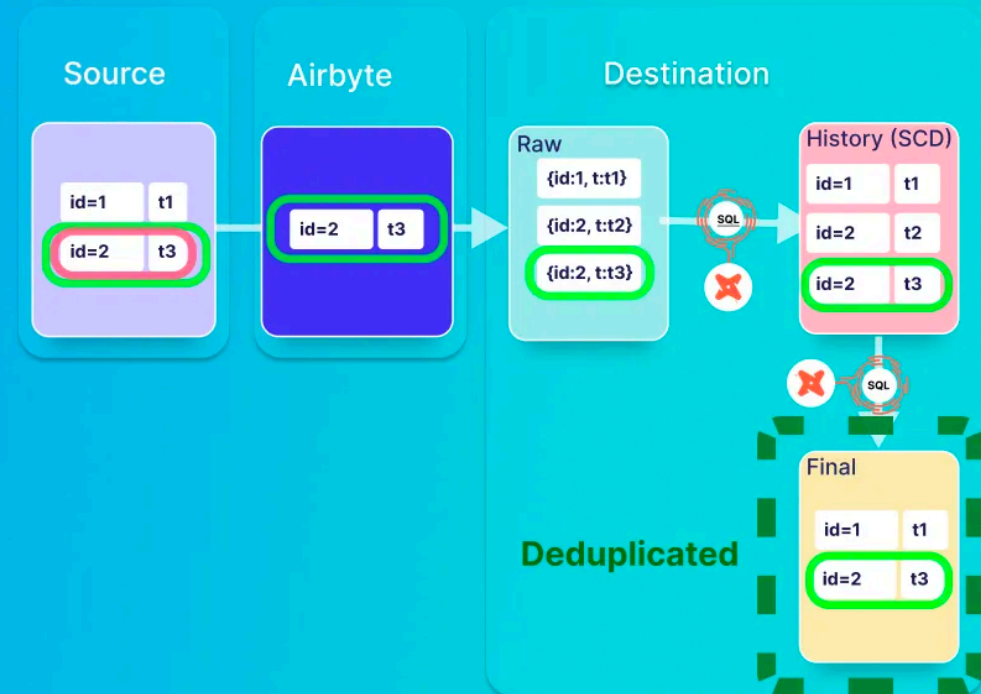 Source
id=1 t1
id=2 t3
Airbyte
id=2 t3
Destination
Raw
{id:1, t:t1}
{id:2, t:t2}
{id:2, t:t3}
SQL
History (SCD)
id=1 t1
id=2 t2
id=2 t3
SQL
Final
id=1 t1
id=2 t3
Deduplicated